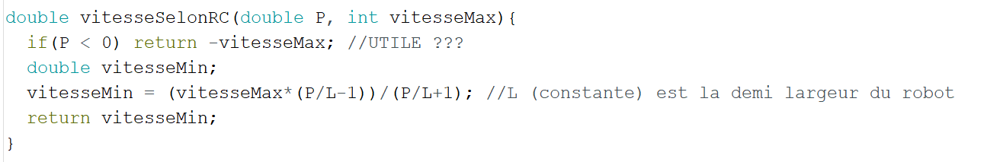 double vitesseSelonRC(double P, int vitesseMax){
if(P < 0) return -vitesseMax; //UTILE ???
double vitesseMin;
vitesseMin = (vitesseMax*(P/L-1))/(P/L+1); //L (constante) est la demi largeur du robot
return vitesseMin;
}